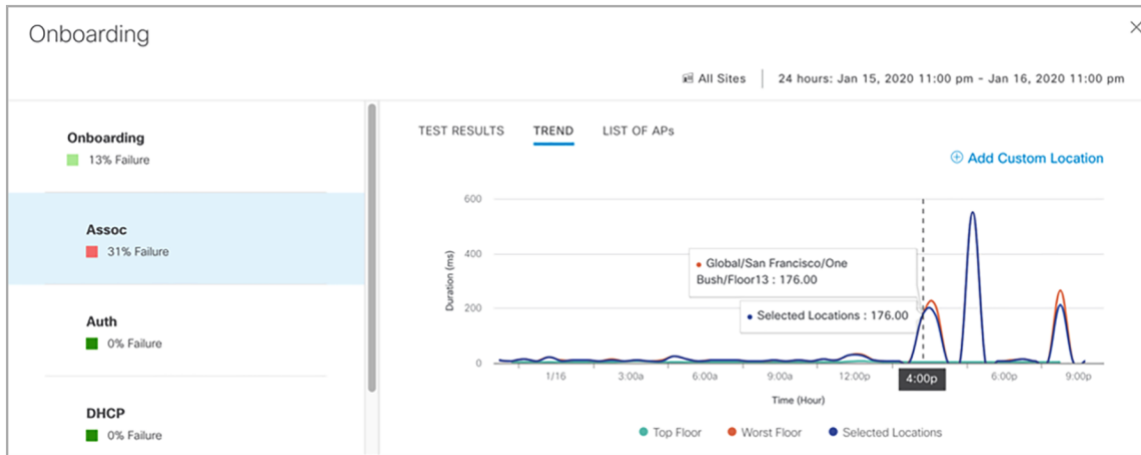 Onboarding
All Sites
24 hours: Jan 15, 2020 11:00 pm - Jan 16, 2020 11:00 pm
Onboarding
13% Failure
Assoc
31% Failure
Auth
0% Failure
DHCP
0% Failure
TEST RESULTS
TREND
LIST OF APs
Add Custom Location
Duration (ms)
600
400
200
0
Global/San Francisco/One
Bush/Floor13 : 176.00
Selected Locations : 176.00
1/16
3:00a
6:00a
9:00a
12:00p
4:00p
6:00p
9:00p
Time (Hour)
Top Floor
Worst Floor
Selected Locations